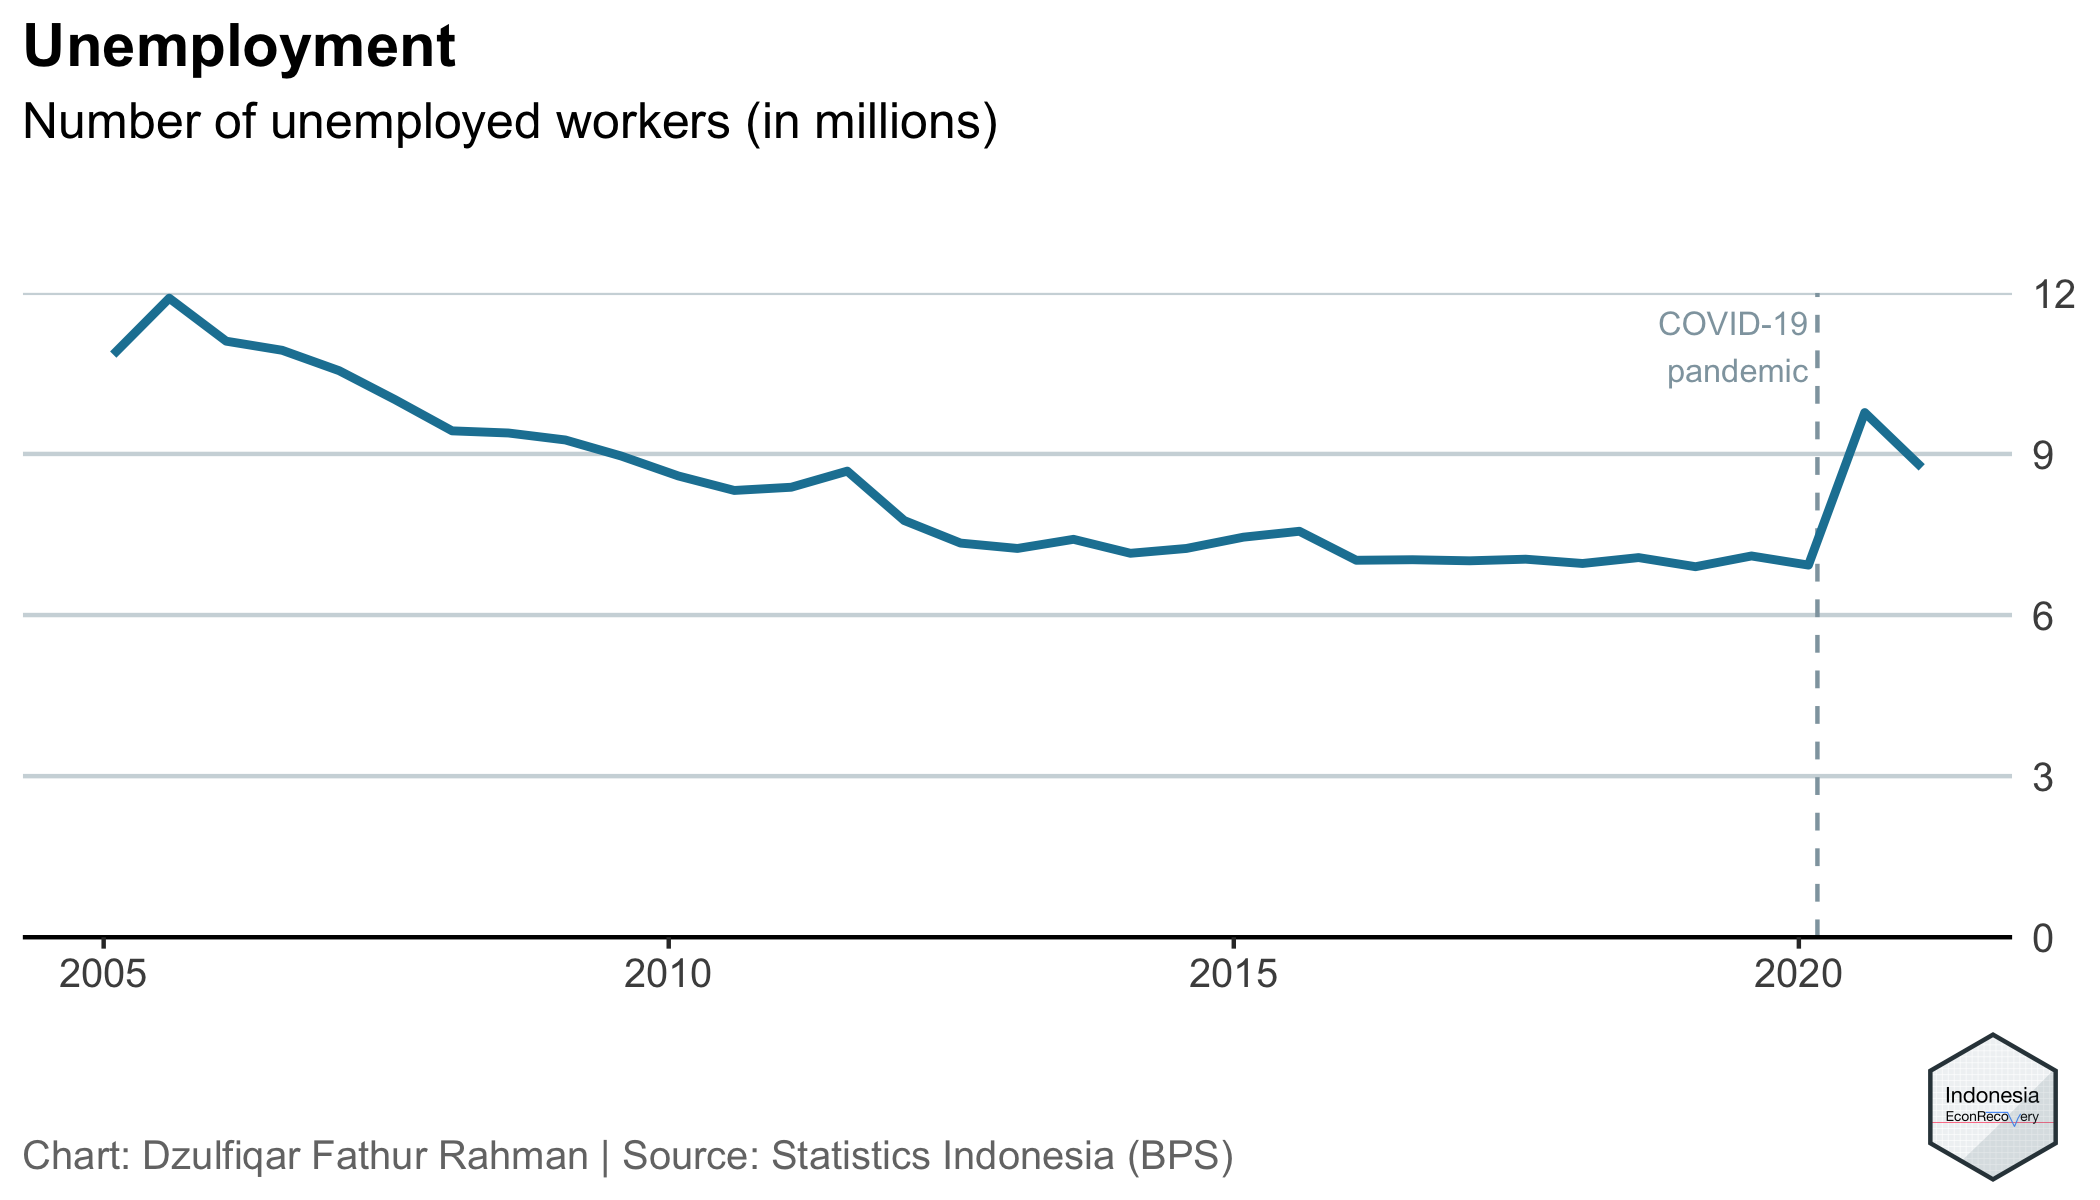 Unemployment
Number of unemployed workers (in millions)
12
COVID-19
pandemic
9
6
3
0
2005
2010
2015
2020
Indonesia
EconRecovery
Chart: Dzulfiqar Fathur Rahman | Source: Statistics Indonesia (BPS)